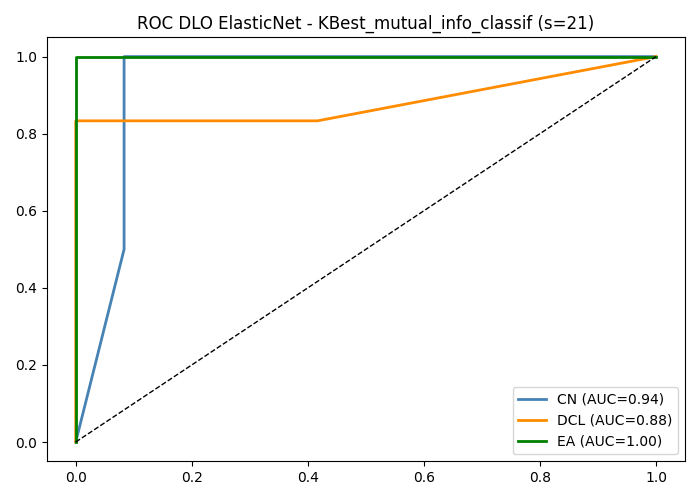 ROC DLO ElasticNet - KBest_mutual_info_classif (s=21)
1.0
0.8
0.6
0.4
0.2
0.0
0.0 0.2 0.4 0.6 0.8 1.0
CN (AUC=0.94)
DCL (AUC=0.88)
EA (AUC=1.00)